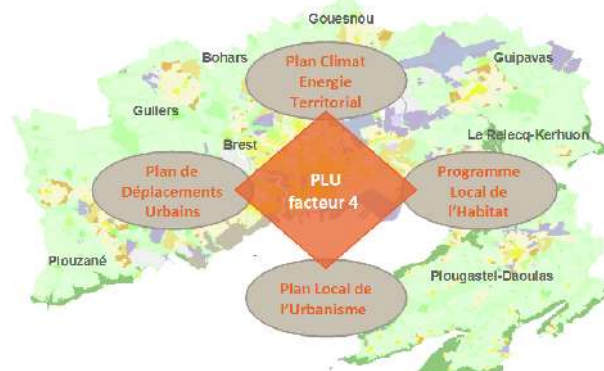 Gouesnou
Bohars
Guipavas
Plan Climat
Energie
Territorial
Guilers
Le Relecq-Kerhuon
Brest
Plan de
Déplacements
Urbains
PLU
facteur 4
Programme
Local de
l'Habitat
Plouzané
Plougastel-Daoulas
Plan Local de
l'Urbanisme